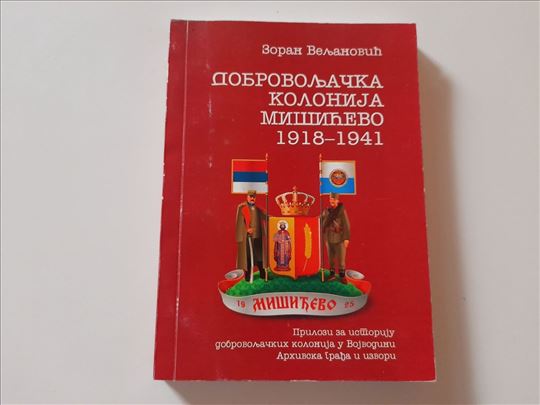 Зоран Вељановић
ДОБРОВОЉАЧКА
КОЛОНИЈА
МИШИЋЕВО
1918–1941
19 МИШИЋЕВО 25
Прилози за историју
добровољачких колонија у Војводини
Архивска грађа и извори